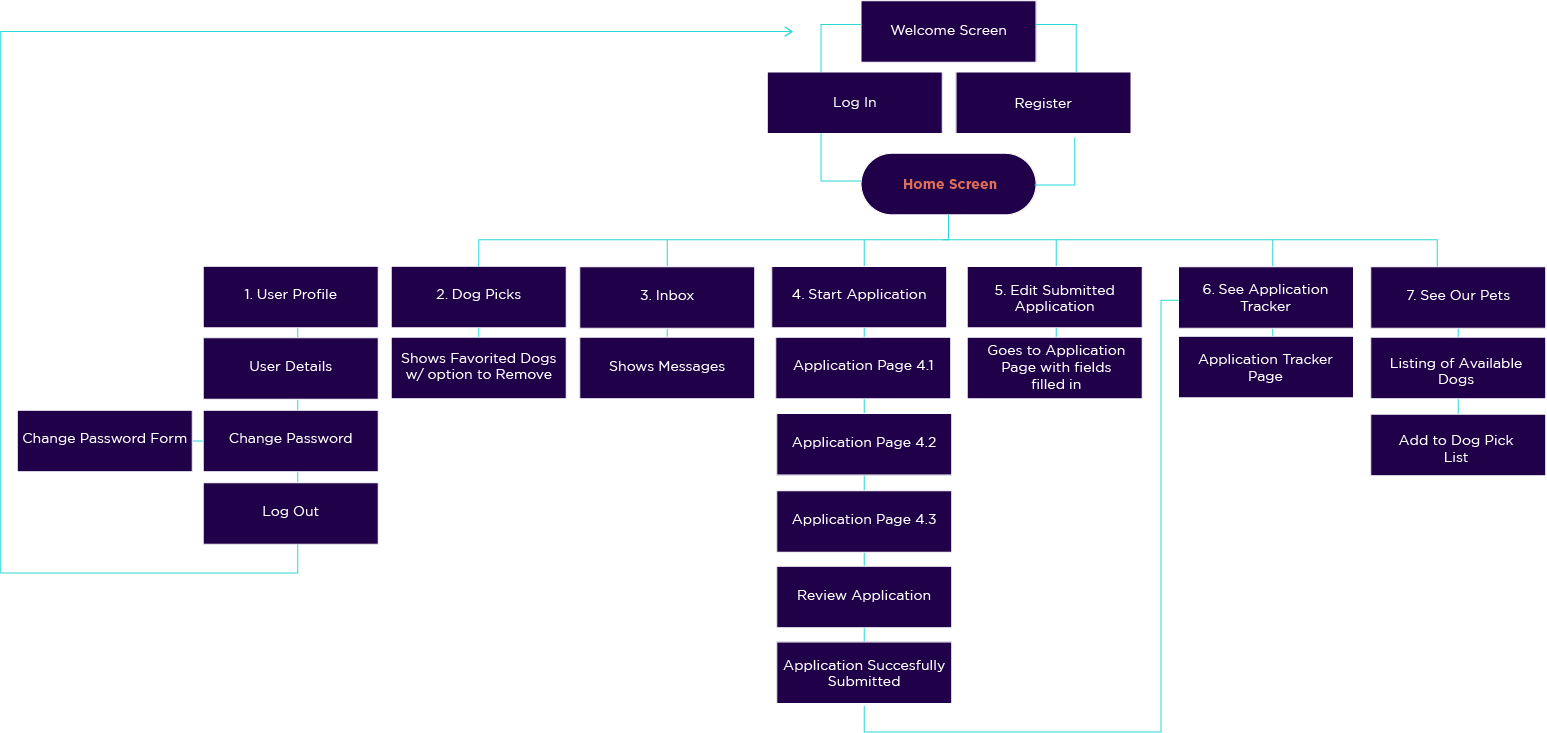 Welcome Screen
Log In
Register
Home Screen
1. User Profile
2. Dog Picks
3. Inbox
4. Start Application
5. Edit Submitted
Application
6. See Application
Tracker
7. See Our Pets
User Details
Shows Favorited Dogs
w/ option to Remove
Shows Messages
Application Page 4.1
Goes to Application
Page with fields
filled in
Application Tracker
Page
Listing of Available
Dogs
Change Password Form
Change Password
Application Page 4.2
Add to Dog Pick
List
Log Out
Application Page 4.3
Review Application
Application Succesfully
Submitted